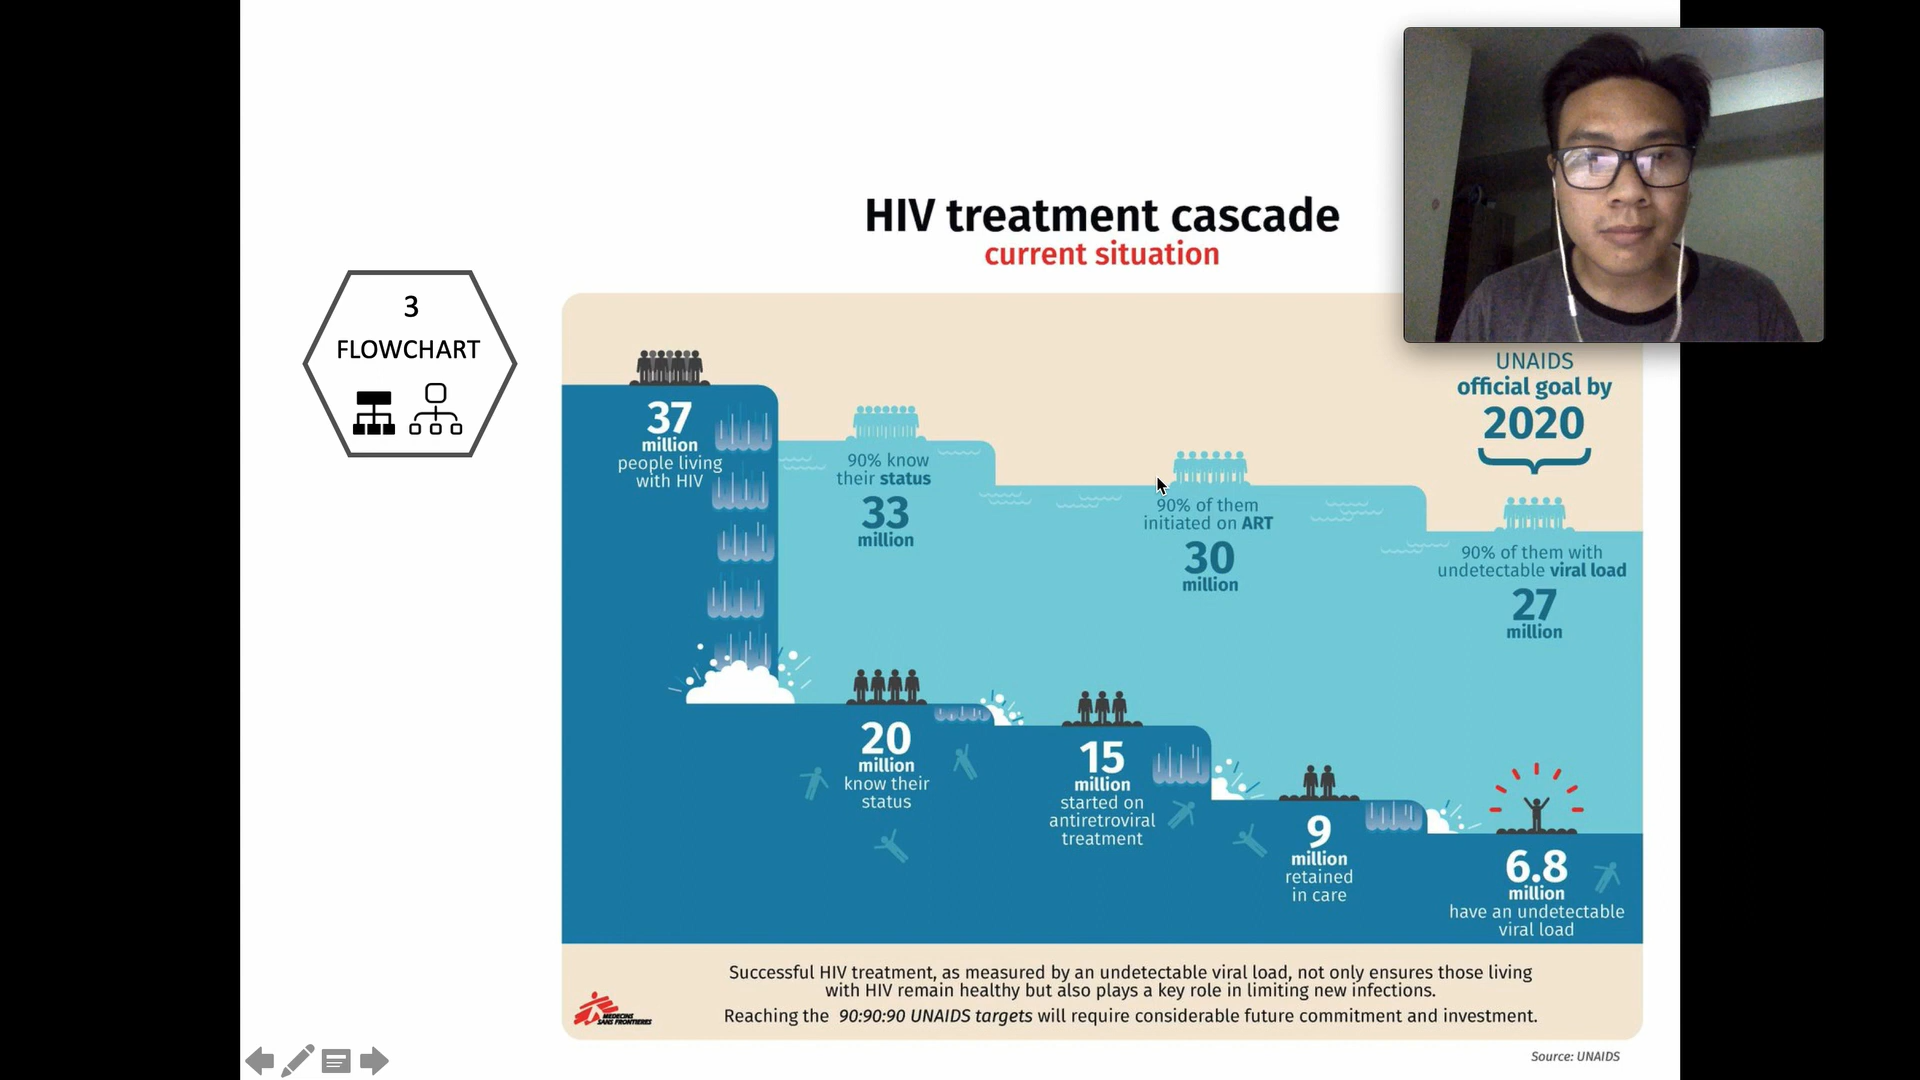 HIV treatment cascade
current situation
3
FLOWCHART
37
million
people living
with HIV
90% know
their status
33
million
90% of them
initiated on ART
30
million
UNAIDS
official goal by
2020
90% of them with
undetectable viral load
27
million
20
million
know their
status
15
million
started on
antiretroviral
treatment
9
million
retained
in care
6.8
million
have an undetectable
viral load
Successful HIV treatment, as measured by an undetectable viral load, not only ensures those living
with HIV remain healthy but also plays a key role in limiting new infections.
Reaching the 90:90:90 UNAIDS targets will require considerable future commitment and investment.
MEDECINS
SANS FRONTIERES
Source: UNAIDS